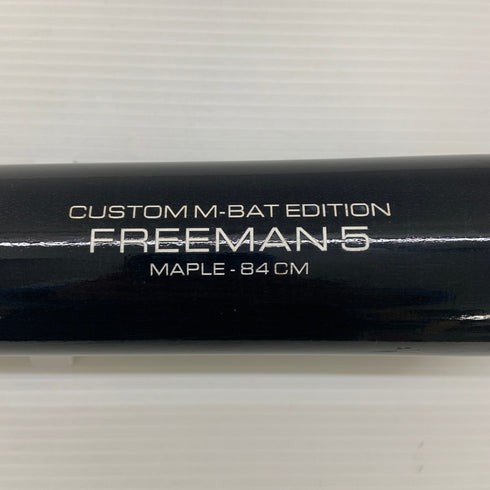 CUSTOM M-BAT EDITION
FREEMAN 5
MAPLE - 84 CM